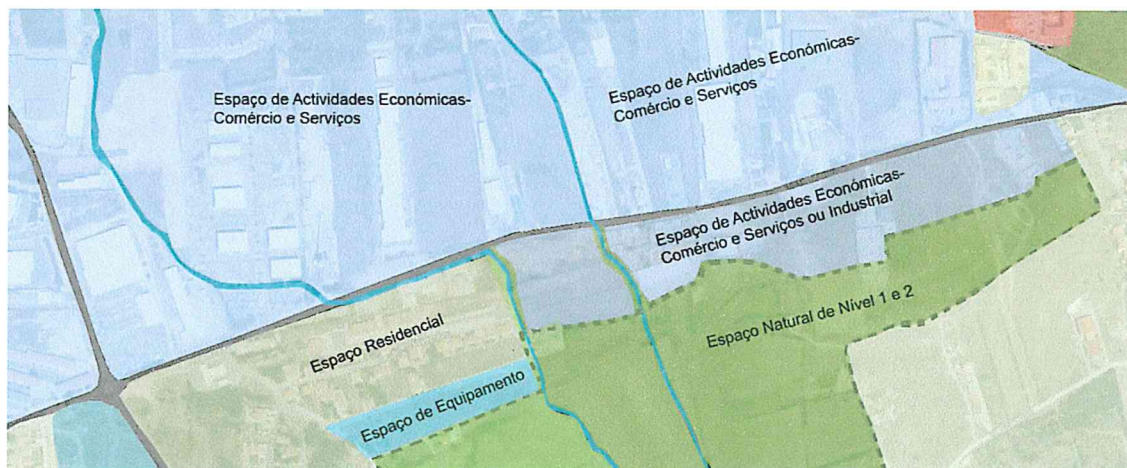 Espaço de Actividades Económicas-
Comércio e Serviços
Espaço de Actividades Económicas-
Comércio e Serviços
Espaço de Actividades Económicas-
Comércio e Serviços ou Industrial
Espaço Natural de Nível 1 e 2
Espaço Residencial
Espaço de Equipamento